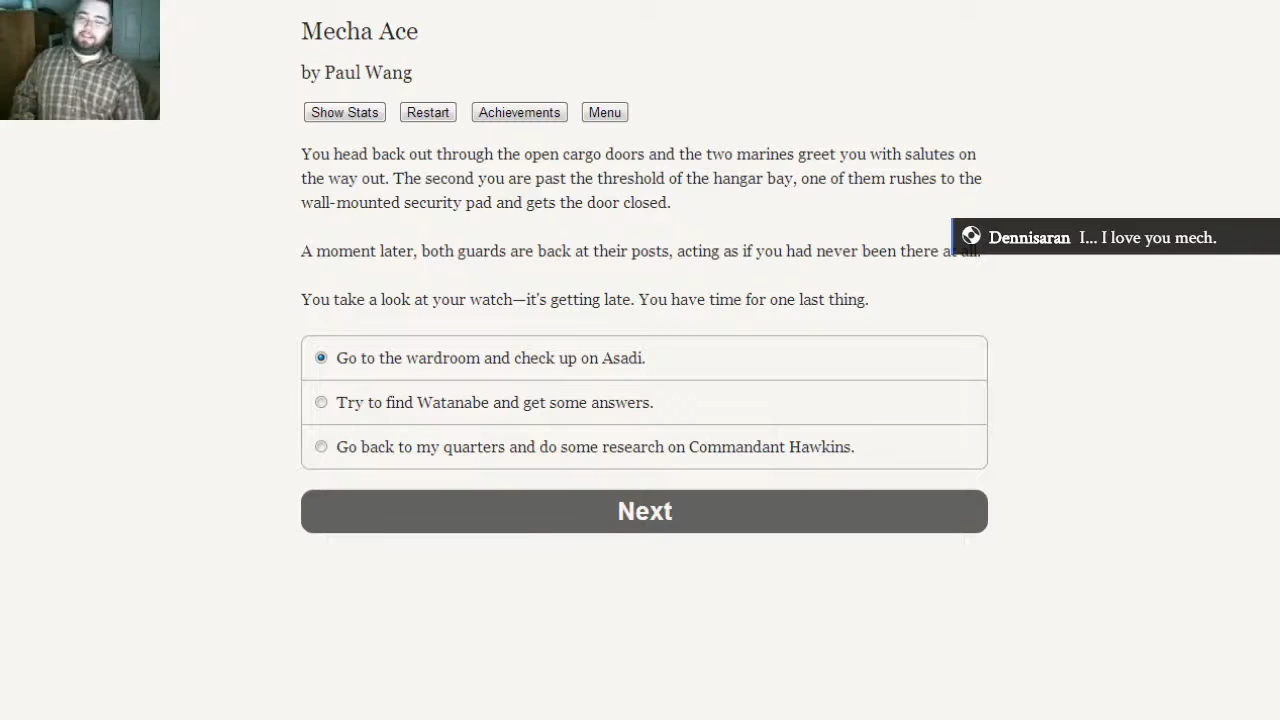 Mecha Ace
by Paul Wang
Show Stats Restart Achievements Menu
You head back out through the open cargo doors and the two marines greet you with salutes on
the way out. The second you are past the threshold of the hangar bay, one of them rushes to the
wall-mounted security pad and gets the door closed.
Dennisaran I... I love you mech.
A moment later, both guards are back at their posts, acting as if you had never been there at all.
You take a look at your watch—it's getting late. You have time for one last thing.
Go to the wardroom and check up on Asadi.
Try to find Watanabe and get some answers.
Go back to my quarters and do some research on Commandant Hawkins.
Next